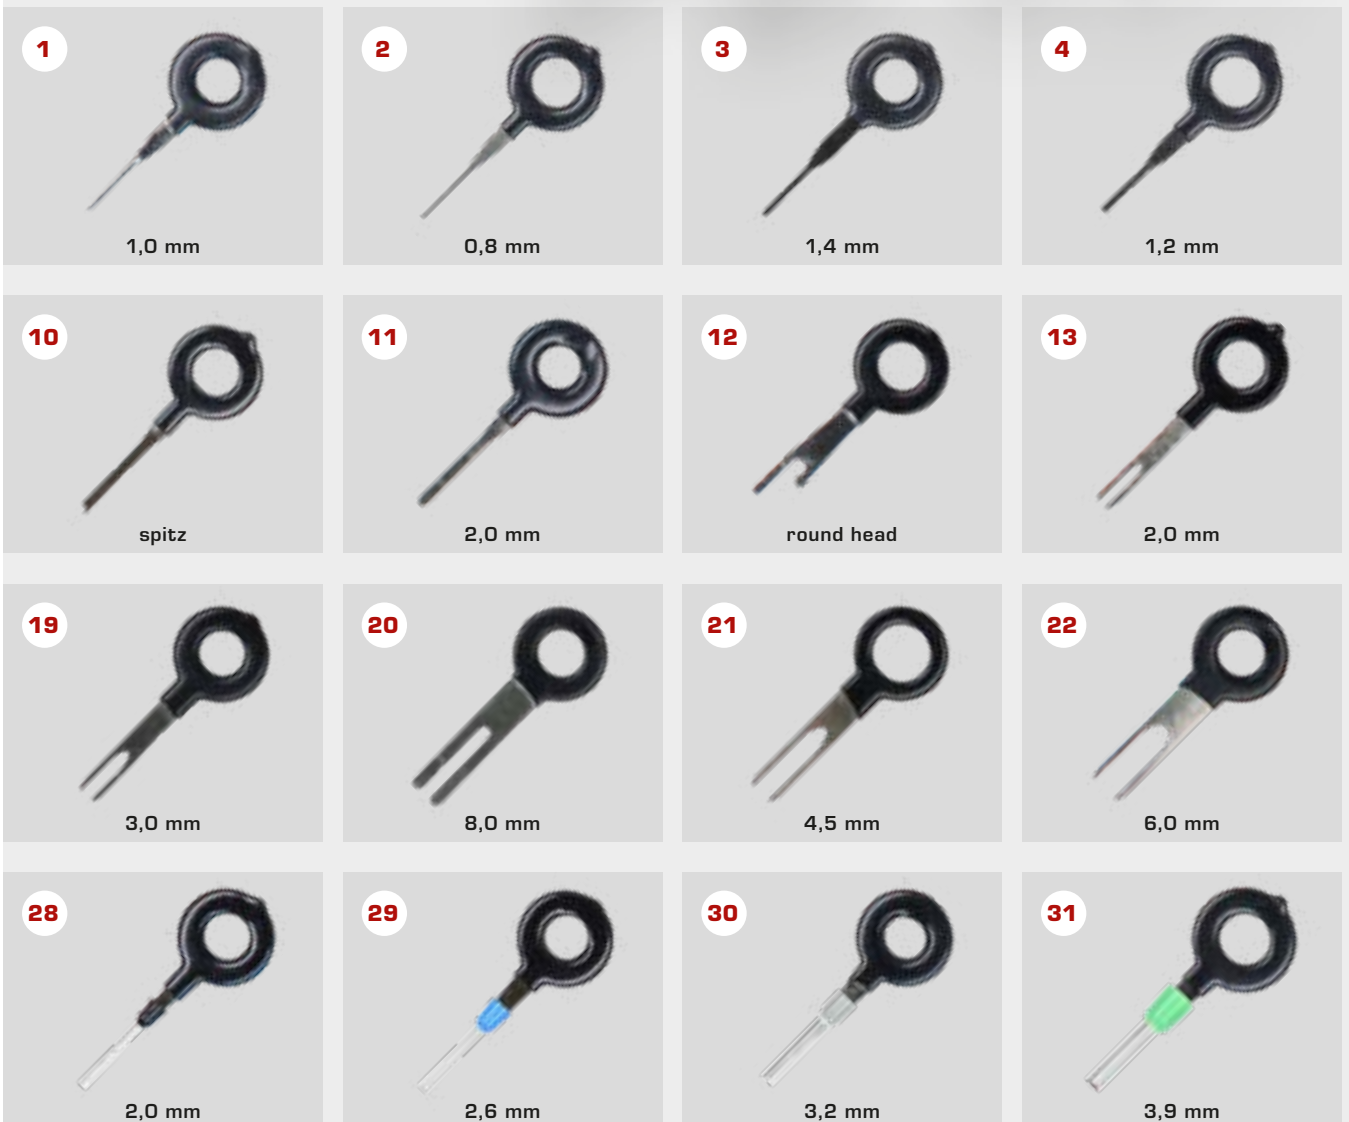 1 2 3 4
1,0 mm 0,8 mm 1,4 mm 1,2 mm
10 11 12 13
spitz 2,0 mm round head 2,0 mm
19 20 21 22
3,0 mm 8,0 mm 4,5 mm 6,0 mm
28 29 30 31
2,0 mm 2,6 mm 3,2 mm 3,9 mm